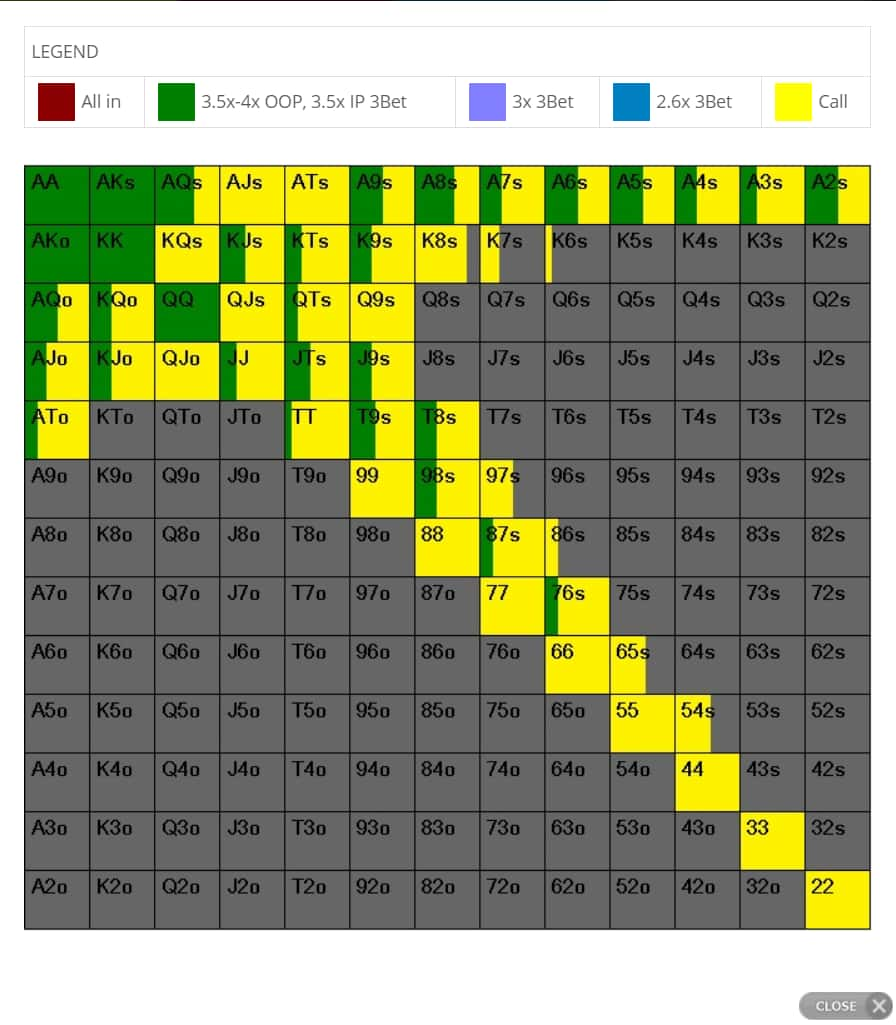 LEGEND
All in 3.5x-4x OOP, 3.5x IP 3Bet 3x 3Bet 2.6x 3Bet Call
AA AKs AQs AJs ATs A9s A8s A7s A6s A5s A4s A3s A2s
AKo KK KQs KJs KTs K9s K8s K7s K6s K5s K4s K3s K2s
AQo KQo QQ QJs QTs Q9s Q8s Q7s Q6s Q5s Q4s Q3s Q2s
AJo KJo QJo JJ JTs J9s J8s J7s J6s J5s J4s J3s J2s
ATo KTo QTo JTo TT T9s T8s T7s T6s T5s T4s T3s T2s
A9o K9o Q9o J9o T9o 99 98s 97s 96s 95s 94s 93s 92s
A8o K8o Q8o J8o T8o 98o 88 87s 86s 85s 84s 83s 82s
A7o K7o Q7o J7o T7o 97o 87o 77 76s 75s 74s 73s 72s
A6o K6o Q6o J6o T6o 96o 86o 76o 66 65s 64s 63s 62s
A5o K5o Q5o J5o T5o 95o 85o 75o 65o 55 54s 53s 52s
A4o K4o Q4o J4o T4o 94o 84o 74o 64o 54o 44 43s 42s
A3o K3o Q3o J3o T3o 93o 83o 73o 63o 53o 43o 33 32s
A2o K2o Q2o J2o T2o 92o 82o 72o 62o 52o 42o 32o 22
CLOSE